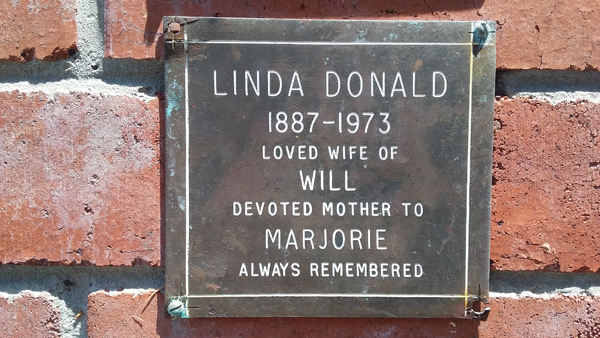 LINDA DONALD
1887-1973
LOVED WIFE OF
WILL
DEVOTED MOTHER TO
MARJORIE
ALWAYS REMEMBERED